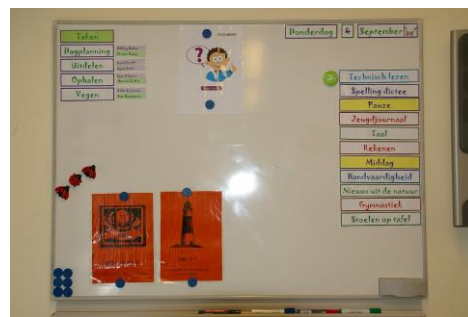 Taken
Dagplanning
Uitdelen
Ophalen
Vegen
?
Donderdag 4 September
Technisch lezen
Spelling dictee
Pauze
Jeugdjournaal
Taal
Rekenen
Middag
Handvaardigheid
Nieuws uit de natuur
Gymnastiek
Stoelen op tafel